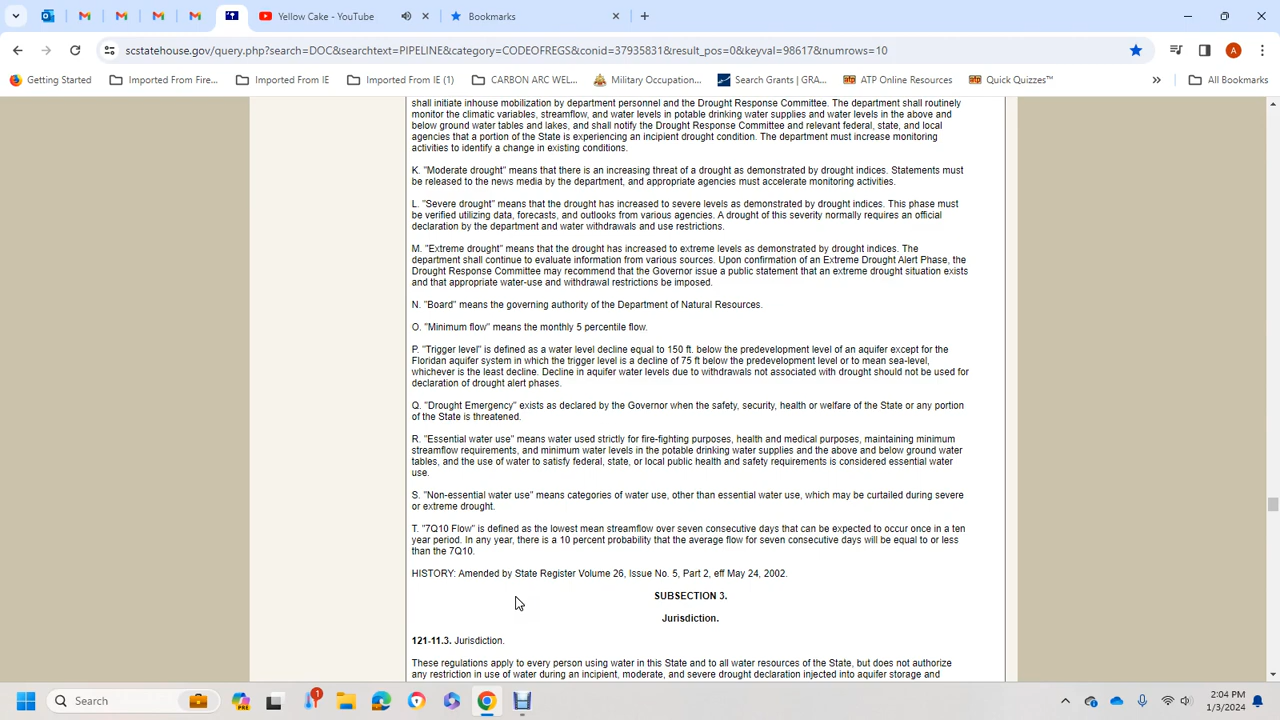 Yellow Cake - YouTube
Bookmarks
scstatehouse.gov/query.php?search=DOC&searchtext=PIPELINE&category=CODEOFREGS&conid=37935831&result_pos=0&keyval=98617&numrows=10
A
Getting Started
Imported From Fire...
Imported From IE
Imported From IE (1)
CARBON ARC WEL...
Military Occupation...
Search Grants | GRA...
ATP Online Resources
Quick Quizzes™
All Bookmarks
shall initiate inhouse mobilization by department personnel and the Drought Response Committee. The department shall routinely
monitor the climatic variables, streamflow, and water levels in potable drinking water supplies and water levels in the above and
below ground water tables and lakes, and shall notify the Drought Response Committee and relevant federal, state, and local
agencies that a portion of the State is experiencing an incipient drought condition. The department must increase monitoring
activities to identify a change in existing conditions.
K. "Moderate drought" means that there is an increasing threat of a drought as demonstrated by drought indices. Statements must
be released to the news media by the department, and appropriate agencies must accelerate monitoring activities.
L. "Severe drought" means that the drought has increased to severe levels as demonstrated by drought indices. This phase must
be verified utilizing data, forecasts, and outlooks from various agencies. A drought of this severity normally requires an official
declaration by the department and water withdrawals and use restrictions.
M. "Extreme drought" means that the drought has increased to extreme levels as demonstrated by drought indices. The
department shall continue to evaluate information from various sources. Upon confirmation of an Extreme Drought Alert Phase, the
Drought Response Committee may recommend that the Governor issue a public statement that an extreme drought situation exists
and that appropriate water-use and withdrawal restrictions be imposed.
N. "Board" means the governing authority of the Department of Natural Resources.
O. "Minimum flow" means the monthly 5 percentile flow.
P. "Trigger level" is defined as a water level decline equal to 150 ft. below the predevelopment level of an aquifer except for the
Floridan aquifer system in which the trigger level is a decline of 75 ft below the predevelopment level or to mean sea-level,
whichever is the least decline. Decline in aquifer water levels due to withdrawals not associated with drought should not be used for
declaration of drought alert phases.
Q. "Drought Emergency" exists as declared by the Governor when the safety, security, health or welfare of the State or any portion
of the State is threatened.
R. "Essential water use" means water used strictly for fire-fighting purposes, health and medical purposes, maintaining minimum
streamflow requirements, and minimum water levels in the potable drinking water supplies and the above and below ground water
tables, and the use of water to satisfy federal, state, or local public health and safety requirements is considered essential water
use.
S. "Non-essential water use" means categories of water use, other than essential water use, which may be curtailed during severe
or extreme drought.
T. "7Q10 Flow" is defined as the lowest mean streamflow over seven consecutive days that can be expected to occur once in a ten
year period. In any year, there is a 10 percent probability that the average flow for seven consecutive days will be equal to or less
than the 7Q10.
HISTORY: Amended by State Register Volume 26, Issue No. 5, Part 2, eff May 24, 2002.
SUBSECTION 3.
Jurisdiction.
121-11.3. Jurisdiction.
These regulations apply to every person using water in this State and to all water resources of the State, but does not authorize
any restriction in use of water during an incipient, moderate, and severe drought declaration injected into aquifer storage and
Search
PRE
1
2:04 PM
1/3/2024